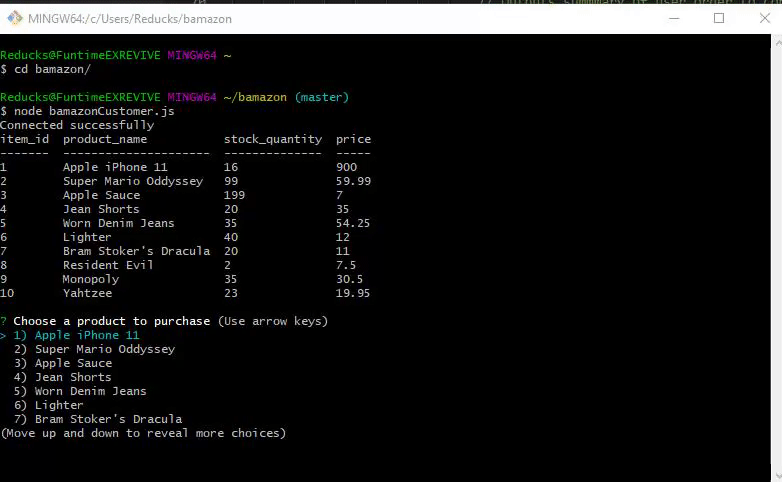 MINGW64:/c/Users/Reducks/bamazon
Reducks@FuntimeEXREVIVE MINGW64 ~
$ cd bamazon/
Reducks@FuntimeEXREVIVE MINGW64 ~/bamazon (master)
$ node bamazonCustomer.js
Connected successfully
item_id  product_name           stock_quantity  price
-------  ---------------------  --------------  -----
1        Apple iPhone 11        16              900
2        Super Mario Oddyssey   99              59.99
3        Apple Sauce            199             7
4        Jean Shorts            20              35
5        Worn Denim Jeans       35              54.25
6        Lighter                40              12
7        Bram Stoker's Dracula  20              11
8        Resident Evil          2               7.5
9        Monopoly               35              30.5
10       Yahtzee                23              19.95
? Choose a product to purchase (Use arrow keys)
> 1) Apple iPhone 11
  2) Super Mario Oddyssey
  3) Apple Sauce
  4) Jean Shorts
  5) Worn Denim Jeans
  6) Lighter
  7) Bram Stoker's Dracula
(Move up and down to reveal more choices)